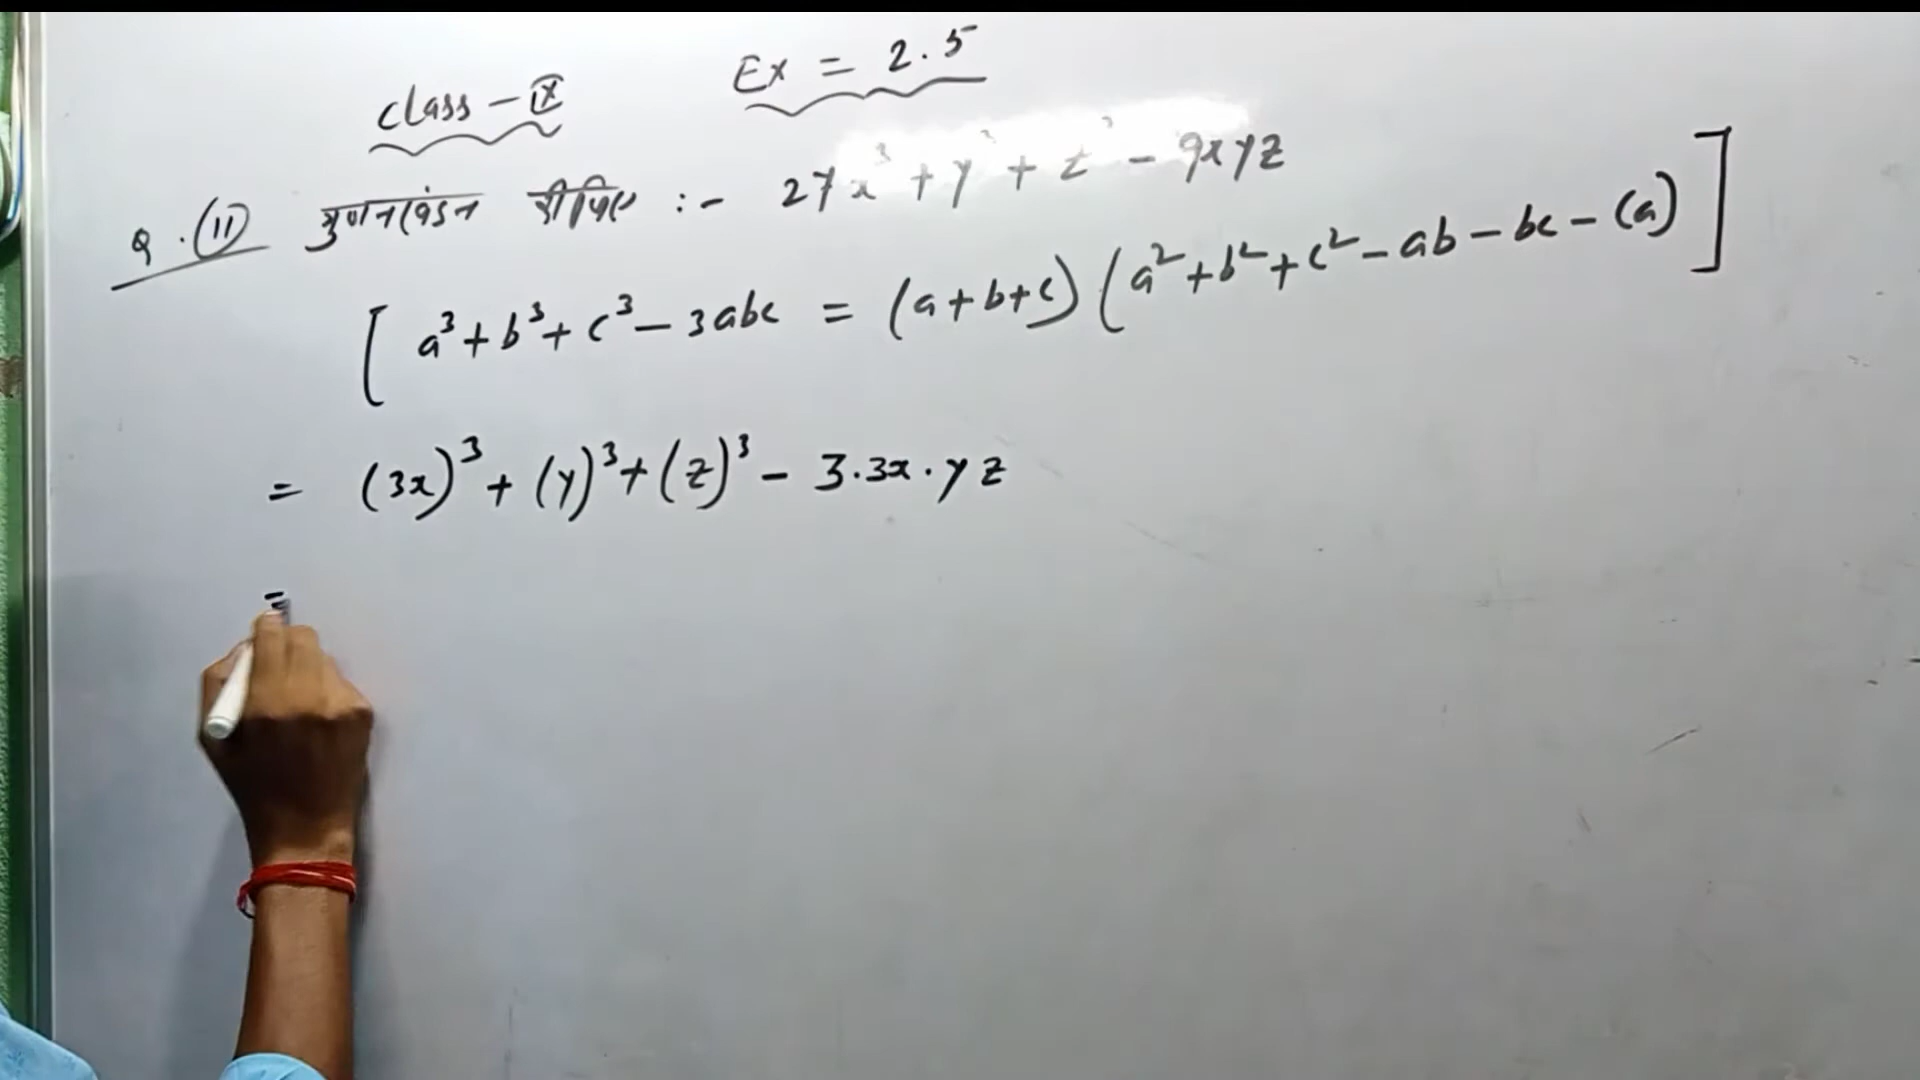 class - IX
Ex = 2.5
Q. (11) गुणनखंडन कीजिए :- 27x³ + y³ + z³ - 9xyz
[ a³ + b³ + c³ - 3abc = (a+b+c) (a² + b² + c² - ab - bc - ca) ]
= (3x)³ + (y)³ + (z)³ - 3.3x.yz
=